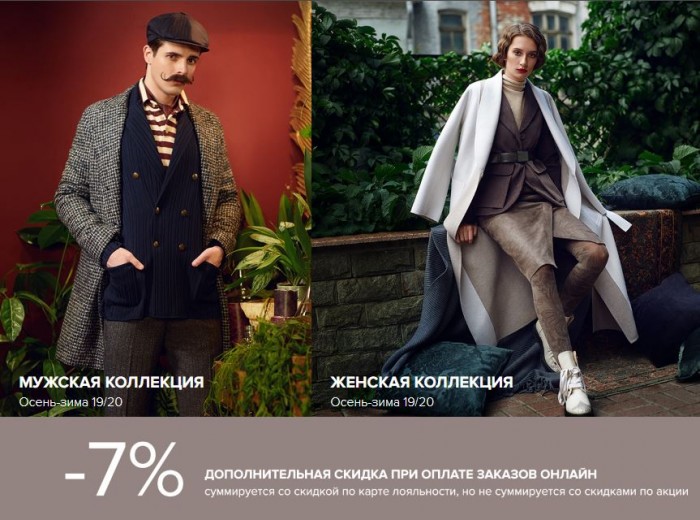 МУЖСКАЯ КОЛЛЕКЦИЯ
Осень-зима 19/20
ЖЕНСКАЯ КОЛЛЕКЦИЯ
Осень-зима 19/20
-7%
ДОПОЛНИТЕЛЬНАЯ СКИДКА ПРИ ОПЛАТЕ ЗАКАЗОВ ОНЛАЙН
суммируется со скидкой по карте лояльности, но не суммируется со скидками по акции